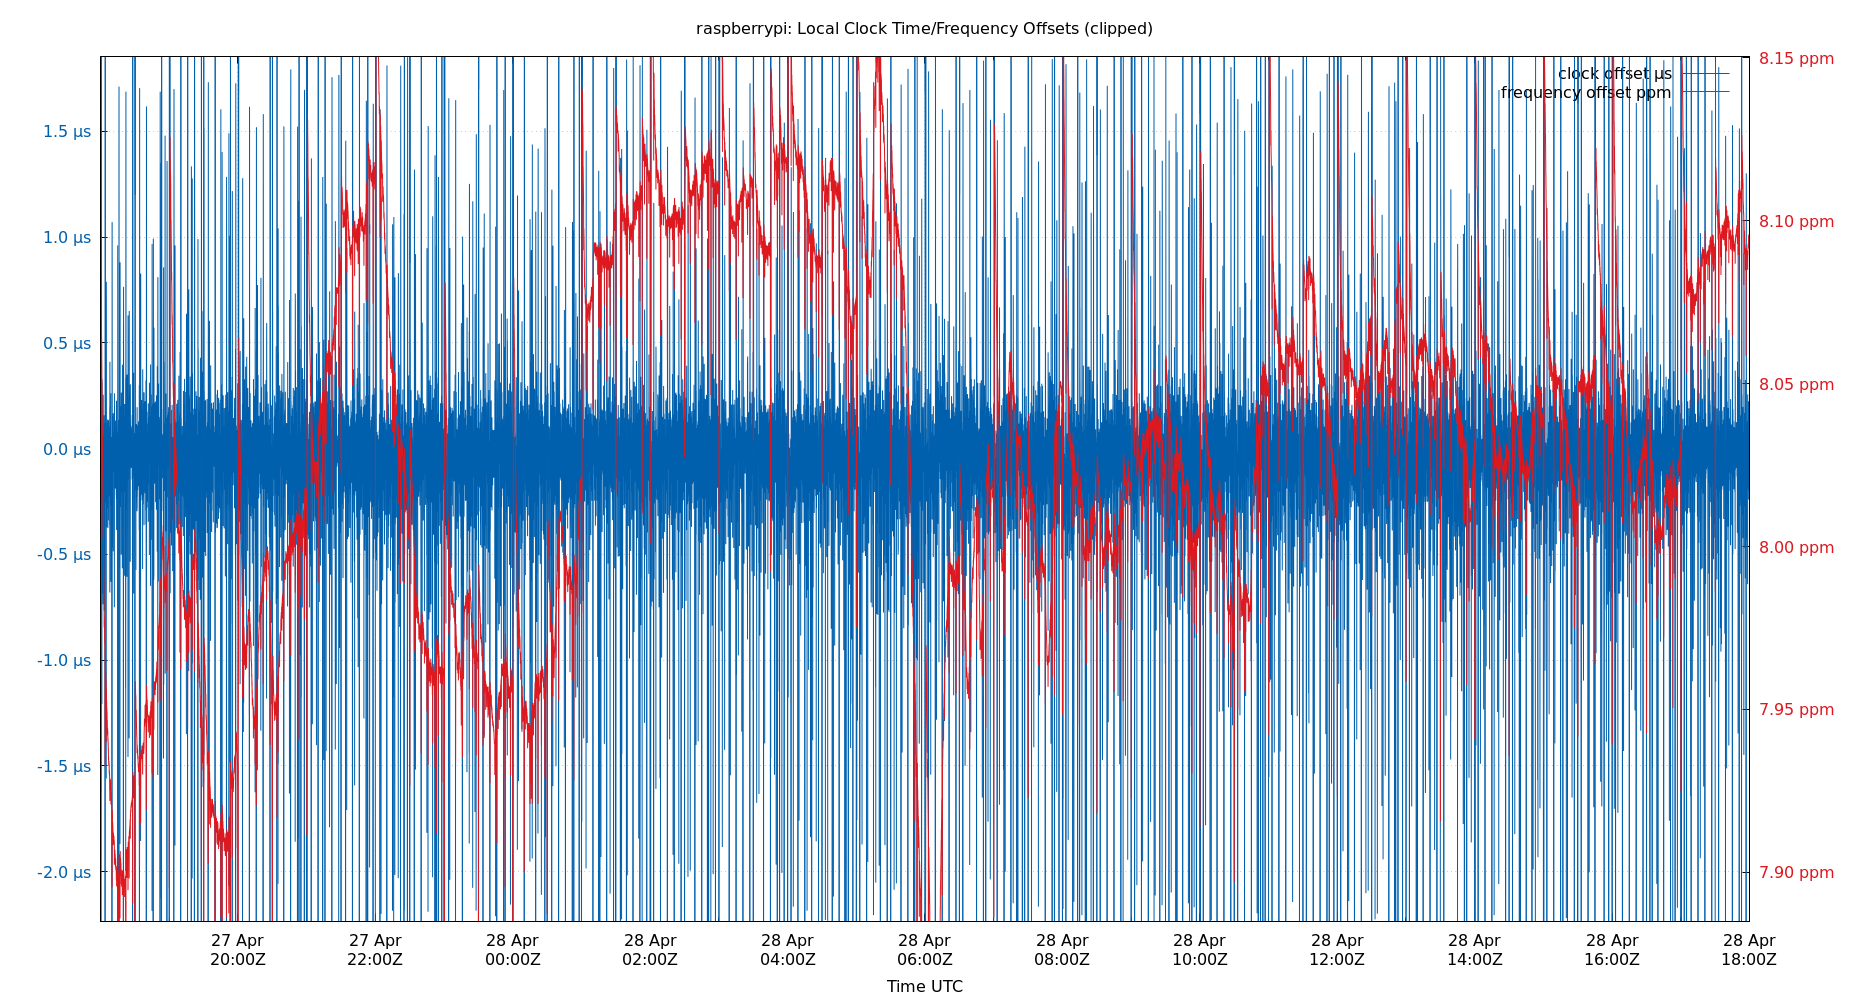 raspberrypi: Local Clock Time/Frequency Offsets (clipped)
clock offset µs
frequency offset ppm
1.5 µs
1.0 µs
0.5 µs
0.0 µs
-0.5 µs
-1.0 µs
-1.5 µs
-2.0 µs
8.15 ppm
8.10 ppm
8.05 ppm
8.00 ppm
7.95 ppm
7.90 ppm
27 Apr 27 Apr 28 Apr 28 Apr 28 Apr 28 Apr 28 Apr 28 Apr 28 Apr 28 Apr 28 Apr 28 Apr
20:00Z 22:00Z 00:00Z 02:00Z 04:00Z 06:00Z 08:00Z 10:00Z 12:00Z 14:00Z 16:00Z 18:00Z
Time UTC